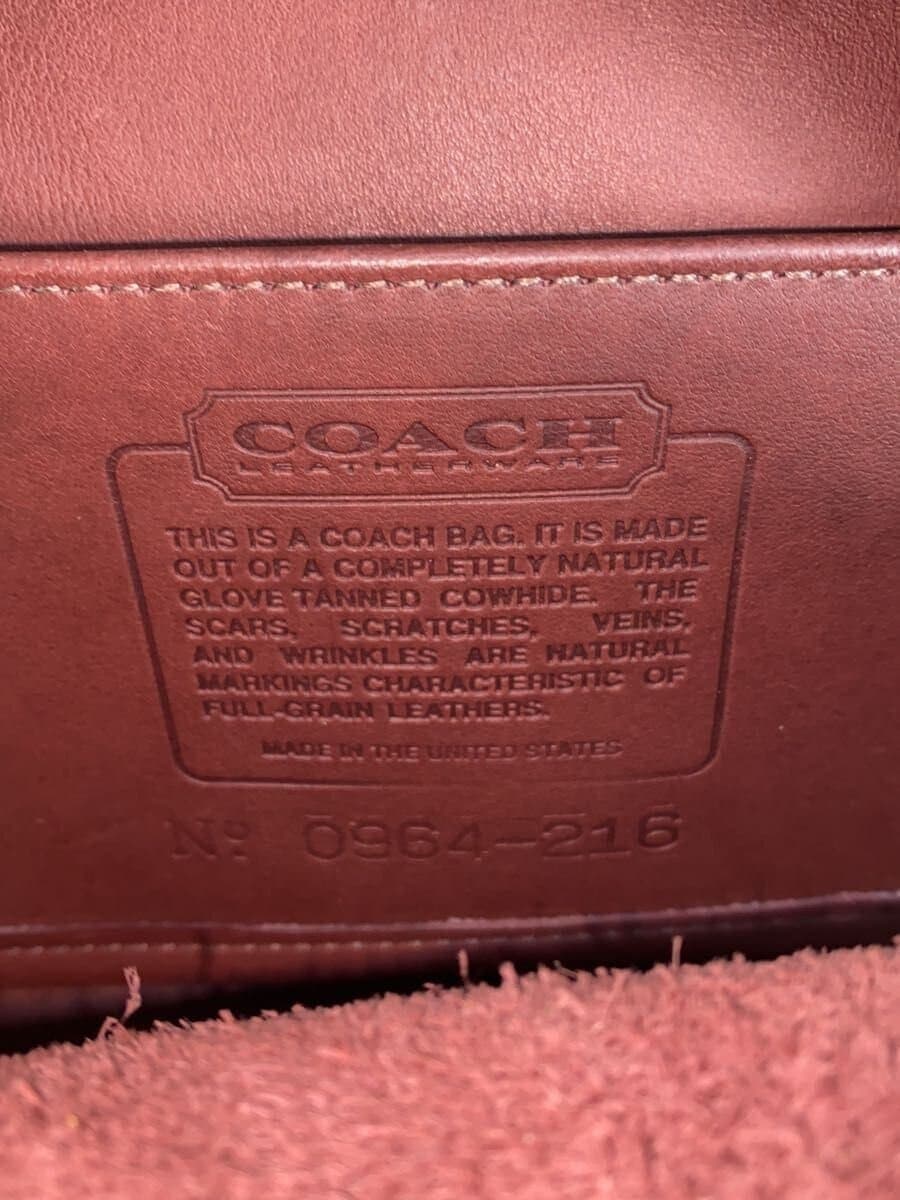 COACH
LEATHERWARE
THIS IS A COACH BAG. IT IS MADE
OUT OF A COMPLETELY NATURAL
GLOVE TANNED COWHIDE. THE
SCARS, SCRATCHES, VEINS,
AND WRINKLES ARE NATURAL
MARKINGS CHARACTERISTIC OF
FULL-GRAIN LEATHERS.
MADE IN THE UNITED STATES
Nº 0964-216